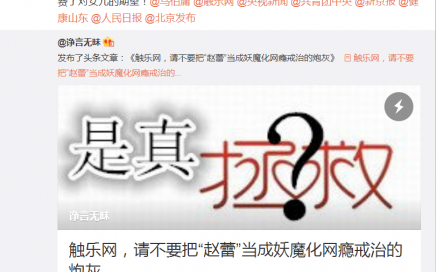 费了对女儿的期望！@马伯庸 @触乐网 @央视新闻 @共青团中央 @新京报 @健
康山东 @人民日报 @北京发布
@诤言无味
发布了头条文章：《触乐网，请不要把“赵蕾”当成妖魔化网瘾戒治的炮灰》 触乐网，请不要
把“赵蕾”当成妖魔化网瘾戒治的...
是真拯救?
诤言无味
触乐网，请不要把“赵蕾”当成妖魔化网瘾戒治的
炮灰